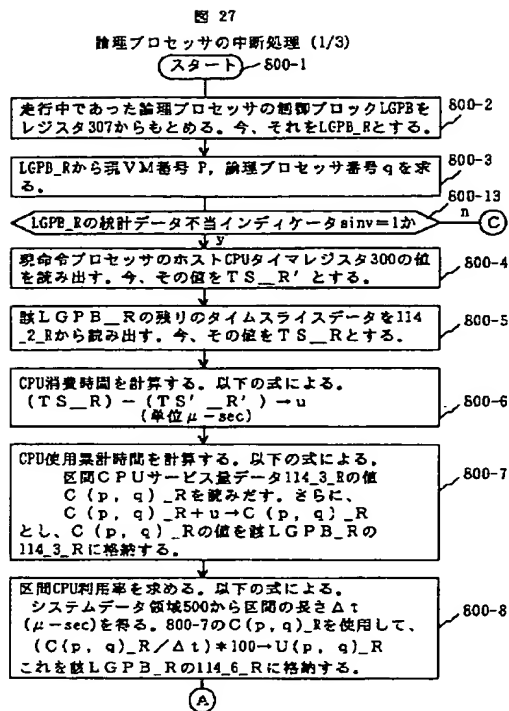 図 27
論理プロセッサの中断処理 (1/3)
スタート
800-1
走行中であった論理プロセッサの制御ブロックLGPBを
レジスタ307からもとめる。今、それをLGPB_Rとする。
800-2
LGPB_Rから現VM番号 P, 論理プロセッサ番号qを求め
る。
800-3
800-13
LGPB_Rの統計データ不当インディケータsinv=1か
n
C
y
現命令プロセッサのホストCPUタイマレジスタ300の値
を読み出す。今、その値をTS__R'とする。
800-4
該LGPB__Rの残りのタイムスライスデータを114
_2_Rから読み出す。今、その値をTS__Rとする。
800-5
CPU消費時間を計算する。以下の式による。
(TS__R) - (TS'__R')→u
(単位μ-sec)
800-6
CPU使用累計時間を計算する。以下の式による。
区間CPUサービス量データ114_3_Rの値
C (p, q) _Rを読みだす。さらに、
C (p, q) _R+u→C (p, q) _R
とし、C (p, q) _Rの値を該LGPB_Rの
114_3_Rに格納する。
800-7
区間CPU利用率を求める。以下の式による。
システムデータ領域500から区間の長さΔt
(μ-sec)を得る。800-7のC(p, q)_Rを使用して、
(C(p, q)_R/Δt)*100→U(p, q)_R
これを該LGPB_Rの114_6_Rに格納する。
800-8
A